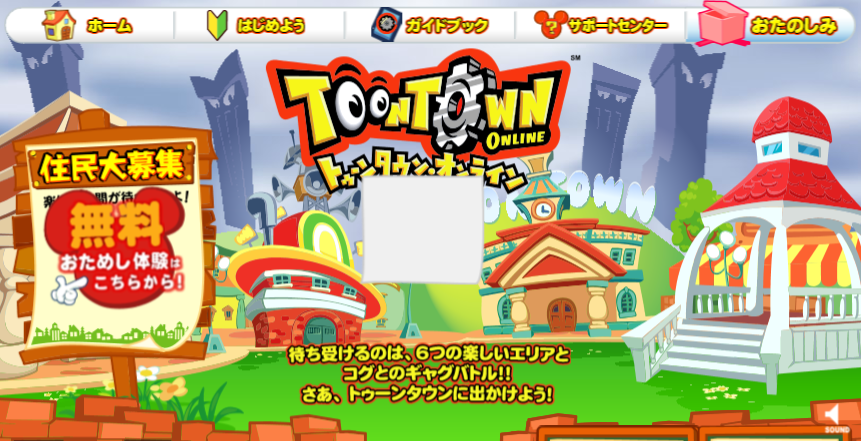 ホーム
はじめよう
ガイドブック
サポートセンター
おたのしみ
TOONTOWN
SM
ONLINE
トゥーンタウン・オンライン
住民大募集
無料
おためし体験は
こちらから!
待ち受けるのは、6つの楽しいエリアと
コグとのギャグバトル!!
さあ、トゥーンタウンに出かけよう!
SOUND